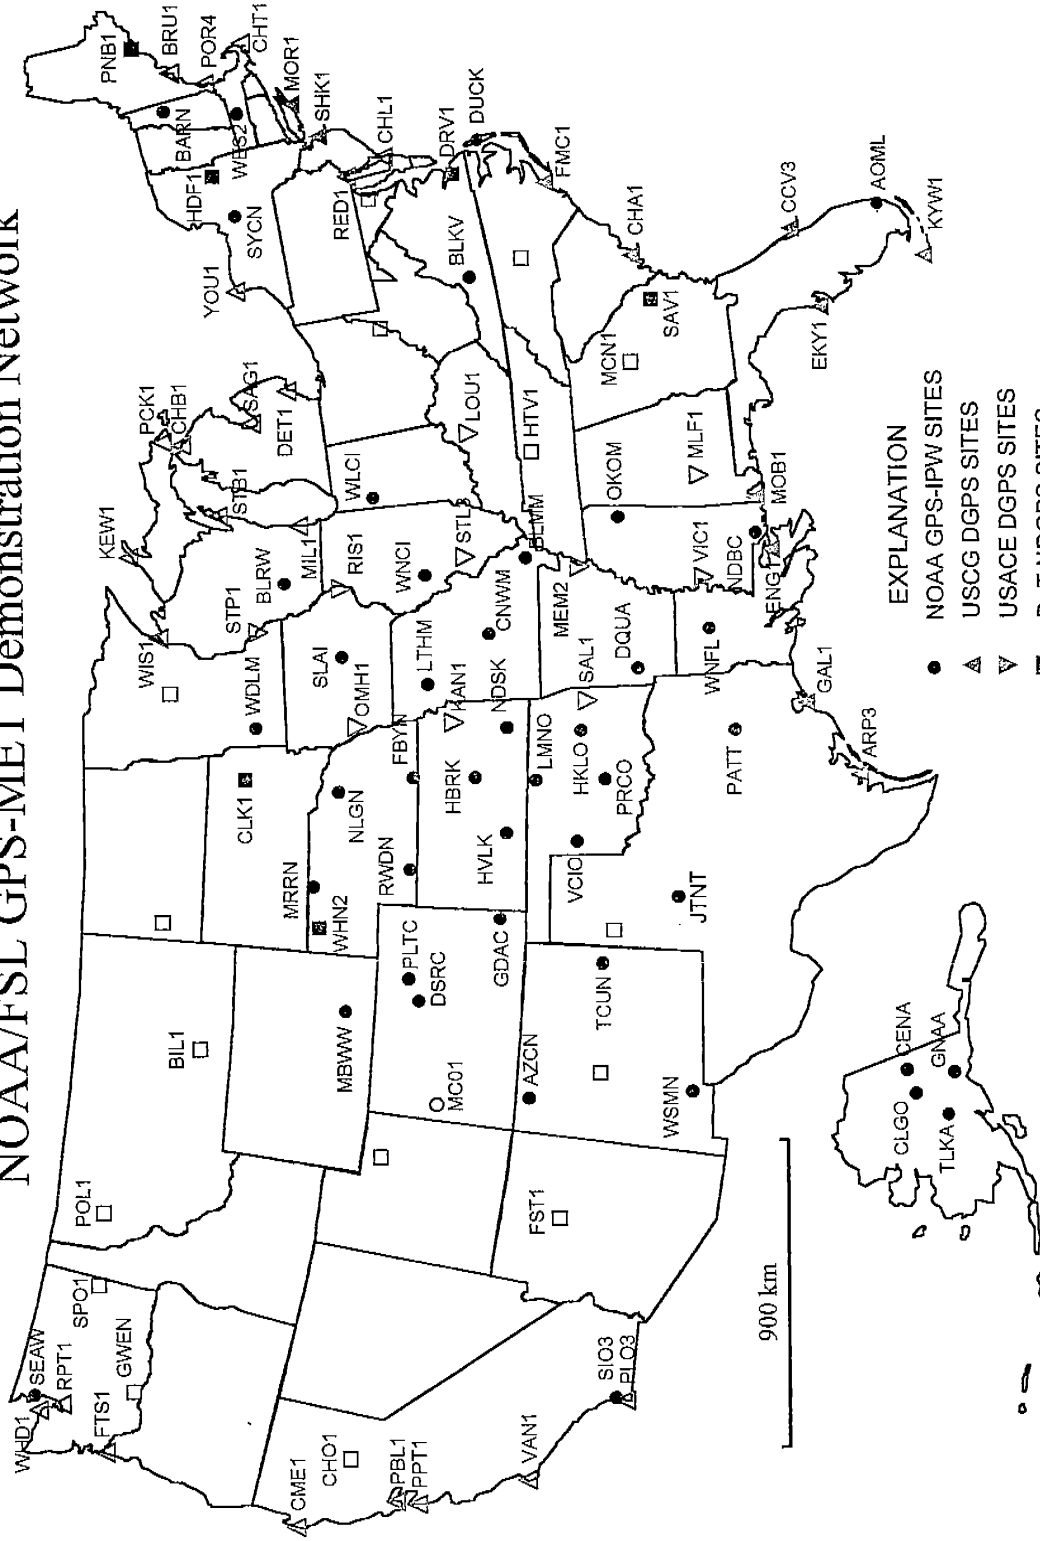 NOAA/FSL GPS-MET Demonstration Network
WHD1
SEAW
RPT1
FTS1
SPO1
GWEN
POL1
BIL1
CME1
CHO1
PBL1
PPT1
VAN1
SIO3
PLO3
FST1
MBWW
MC01
PLTC
DSRC
GDAC
AZCN
TCUN
WSMN
WHN2
MRRN
CLK1
NLGN
RWDN
FBYN
HBRK
HVLK
NDSK
LMNO
HKLO
PRCO
VCIO
JTNT
PATT
WNFL
DQUA
SAL1
MEM2
KAN1
LTHM
CNWM
OMH1
SLAI
WDLM
WIS1
STP1
BLRW
MIL1
RIS1
WNCI
BLMM
WLCI
KEW1
STB1
PCK1
CHB1
SAG1
DET1
LOU1
HTV1
OKOM
MLF1
VIC1
NDBC
ENG1
MOB1
GAL1
ARP3
YOU1
SYCN
HDF1
WES2
BARN
PNB1
BRU1
POR4
CHT1
MOR1
SHK1
CHL1
RED1
DRV1
DUCK
BLKV
FMC1
CHA1
SAV1
MCN1
CCV3
AOML
KYW1
EKY1
900 km
CENA
GNAA
CLGO
TLKA
EXPLANATION
NOAA GPS-IPW SITES
USCG DGPS SITES
USACE DGPS SITES